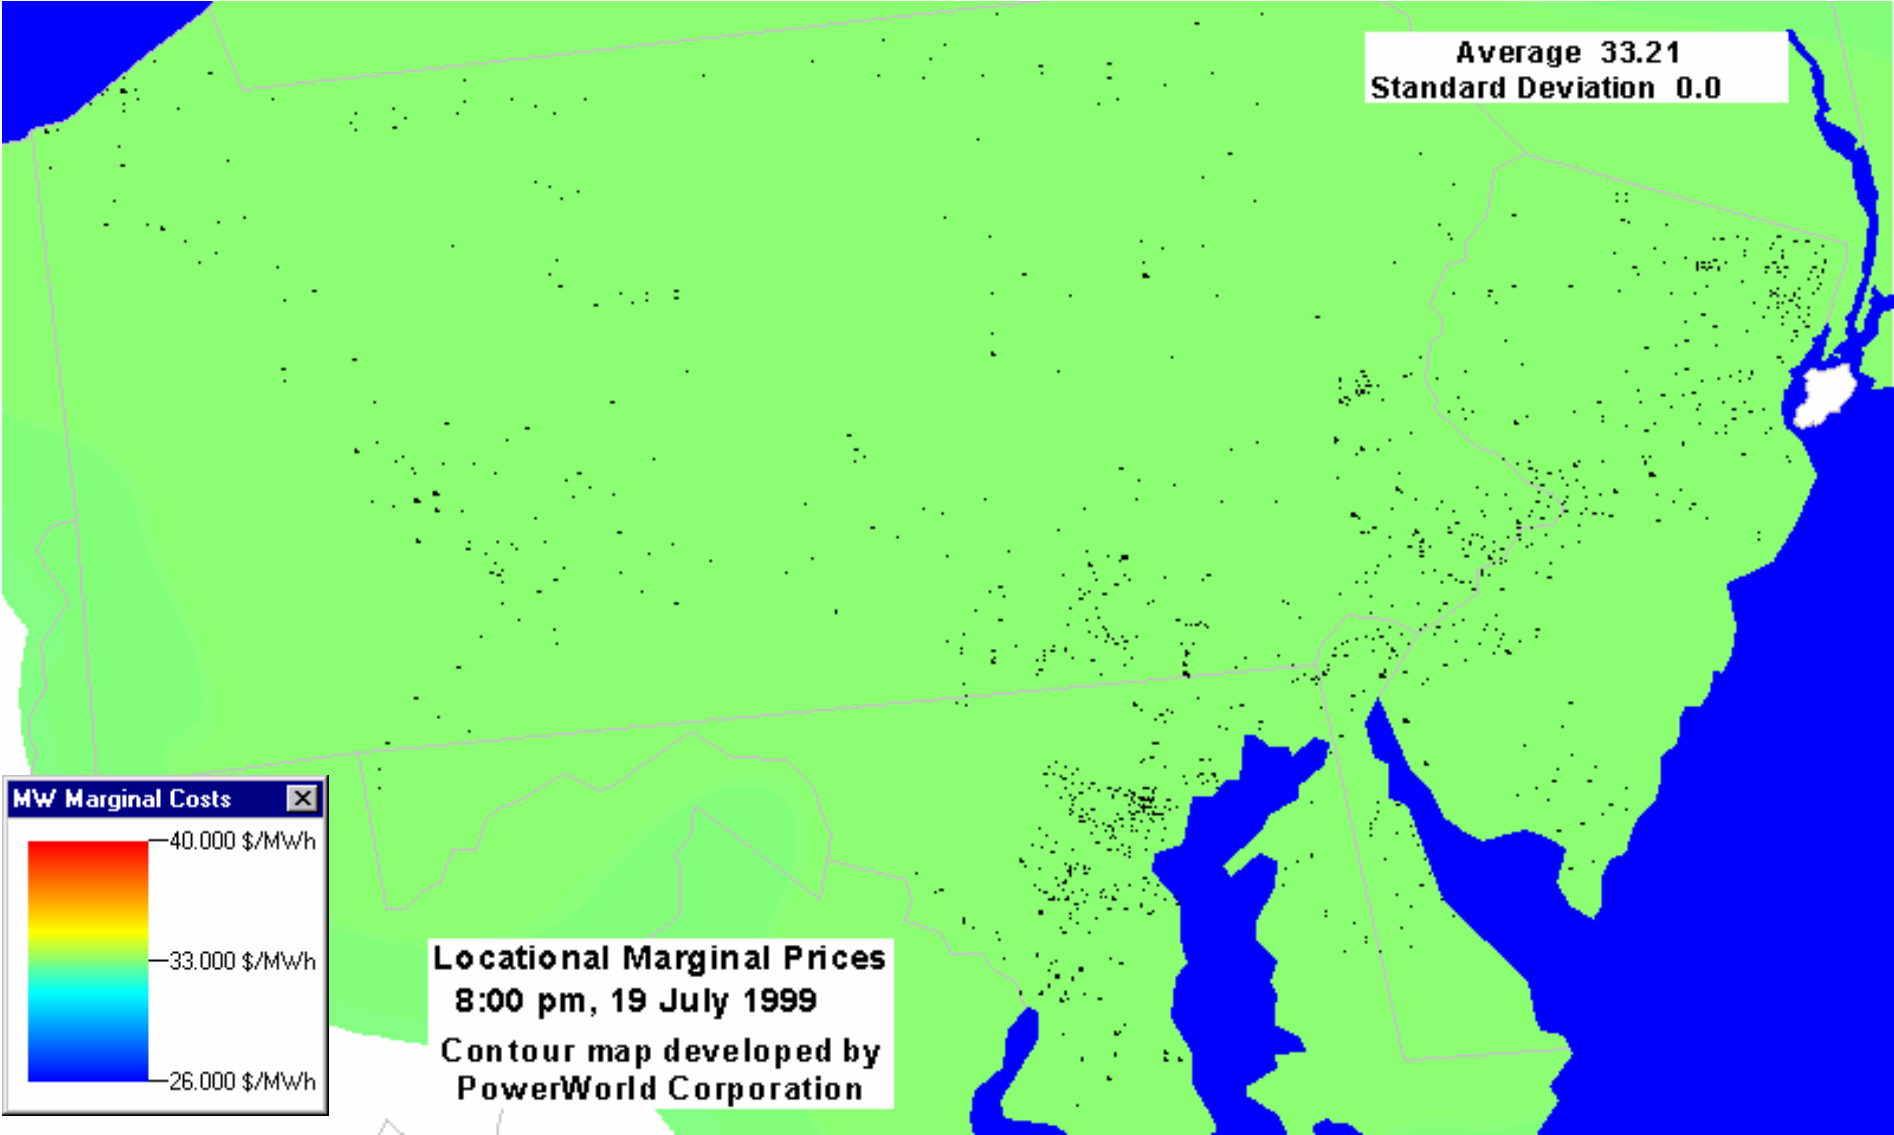 Average 33.21
Standard Deviation 0.0
MW Marginal Costs
40.000 $/MWh
33.000 $/MWh
26.000 $/MWh
Locational Marginal Prices
8:00 pm, 19 July 1999
Contour map developed by
PowerWorld Corporation